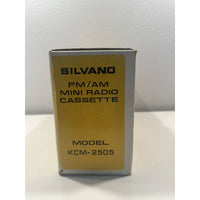 SILVANO
FM/AM
MINI RADIO
CASSETTE
MODEL
KCM-2505